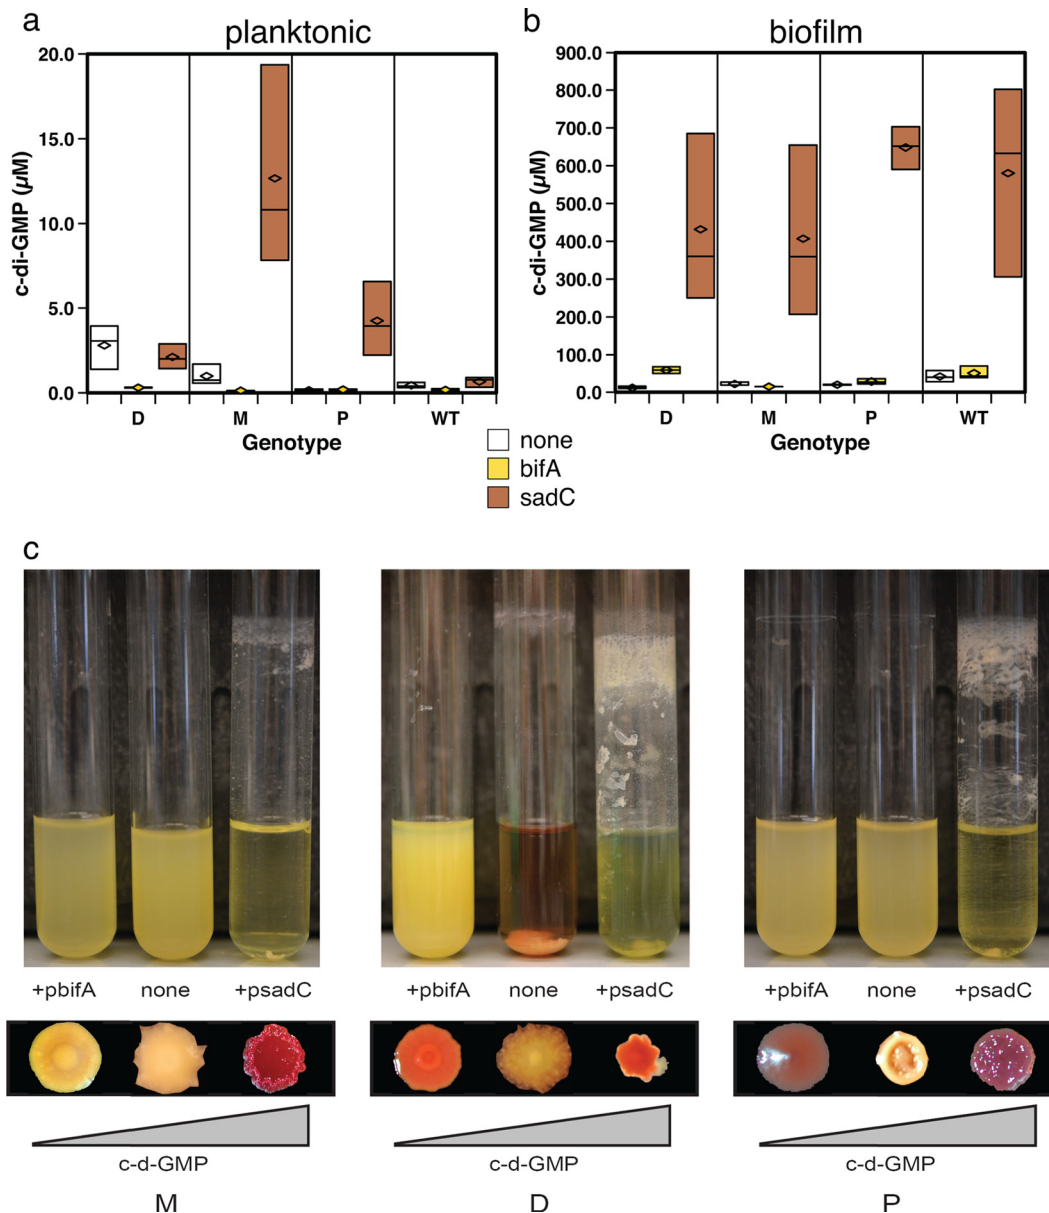 a
planktonic
20.0
15.0
10.0
5.0
0.0
c-di-GMP (µM)
D M P WT
Genotype
b
biofilm
900.0
800.0
700.0
600.0
500.0
400.0
300.0
200.0
100.0
0.0
c-di-GMP (µM)
D M P WT
Genotype
none
bifA
sadC
c
+pbifA none +psadC
+pbifA none +psadC
+pbifA none +psadC
c-d-GMP
c-d-GMP
c-d-GMP
M
D
P